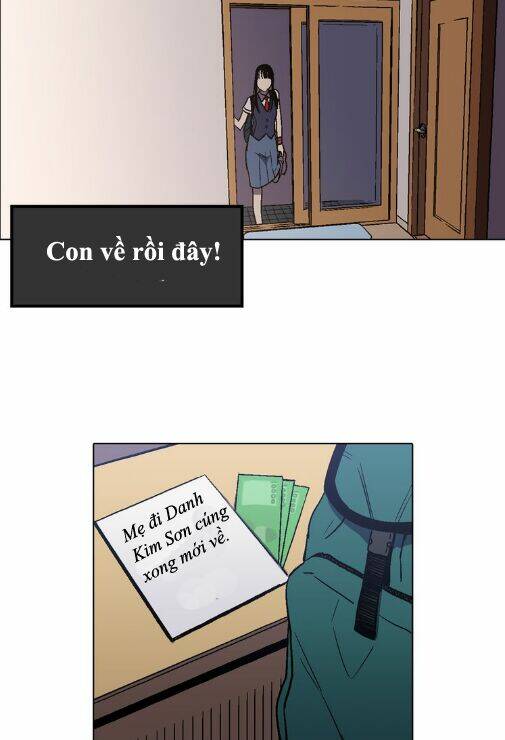 Con về rồi đây!
Mẹ đi Danh
Kim Sơn cúng
xong mới về.